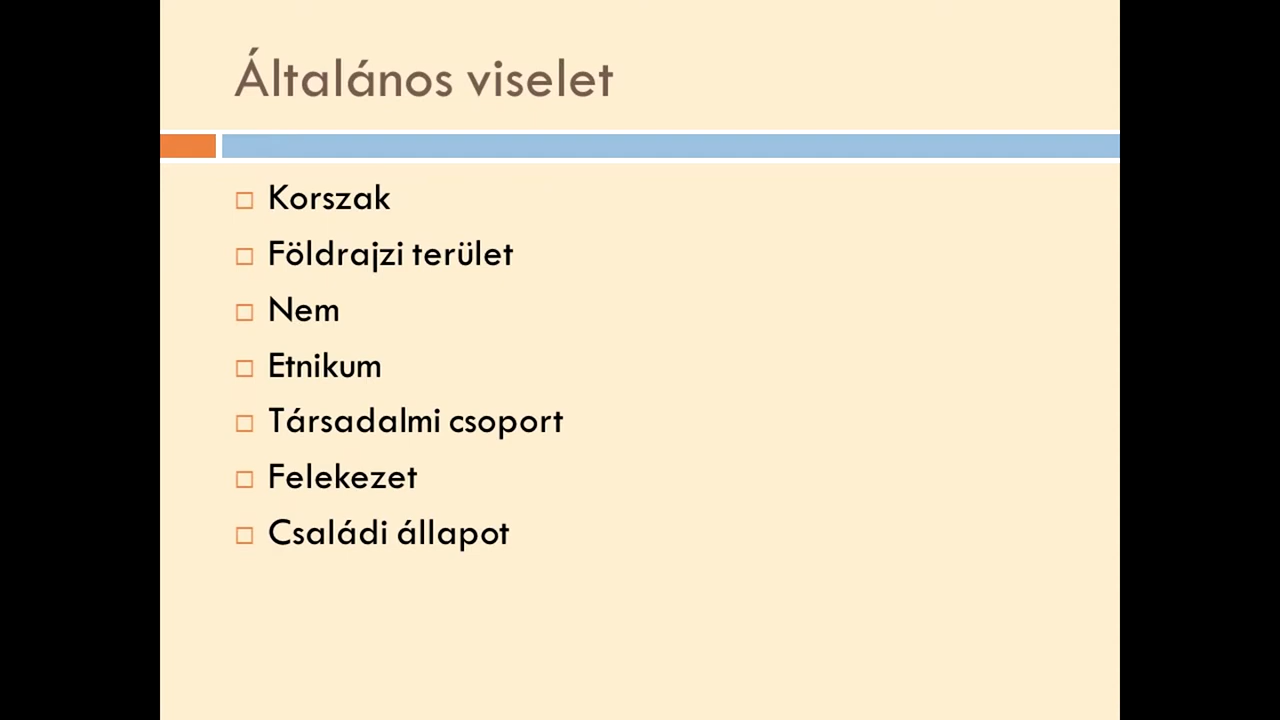 Általános viselet
Korszak
Földrajzi terület
Nem
Etnikum
Társadalmi csoport
Felekezet
Családi állapot